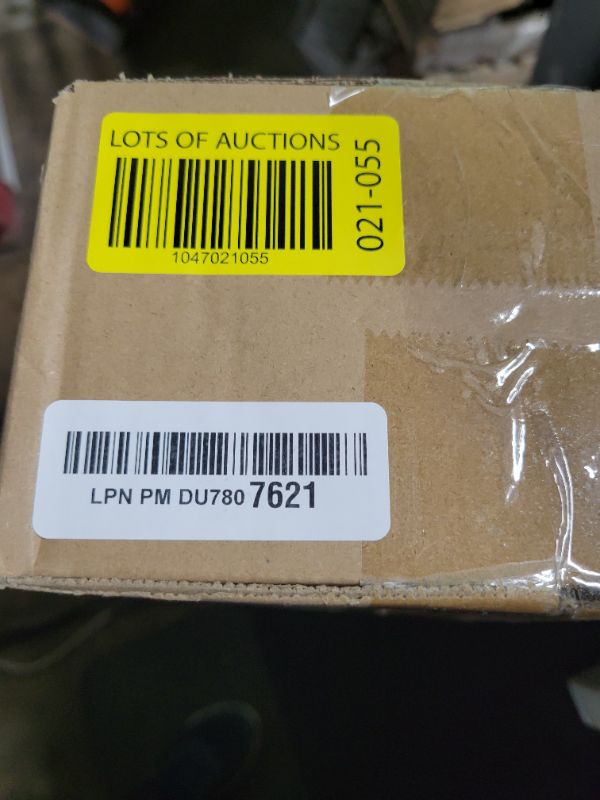 LOTS OF AUCTIONS
1047021055
021-055
LPN PM DU780 7621